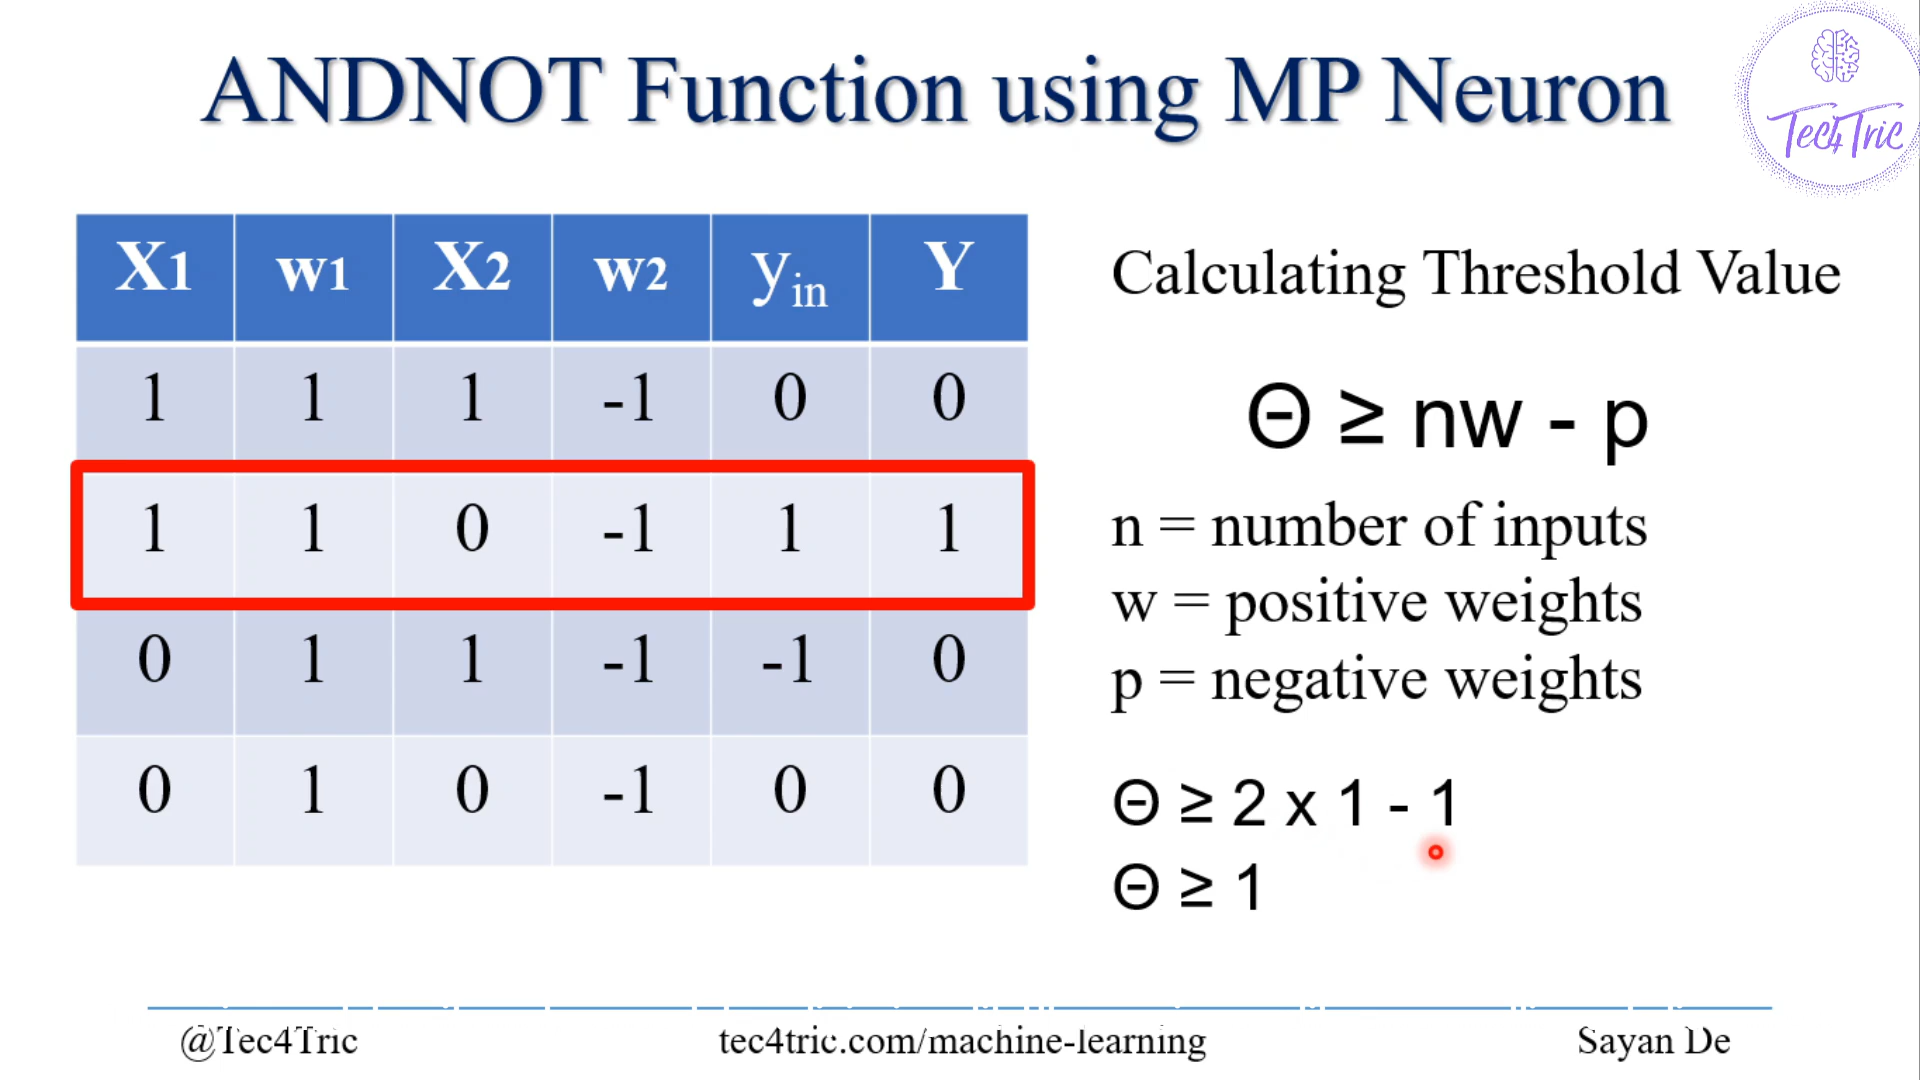 ANDNOT Function using MP Neuron
Tec4Tric
X1 w1 X2 w2 yin Y
1 1 1 -1 0 0
1 1 0 -1 1 1
0 1 1 -1 -1 0
0 1 0 -1 0 0
Calculating Threshold Value
Θ ≥ nw - p
n = number of inputs
w = positive weights
p = negative weights
Θ ≥ 2 x 1 - 1
Θ ≥ 1
@Tec4Tric tec4tric.com/machine-learning Sayan De